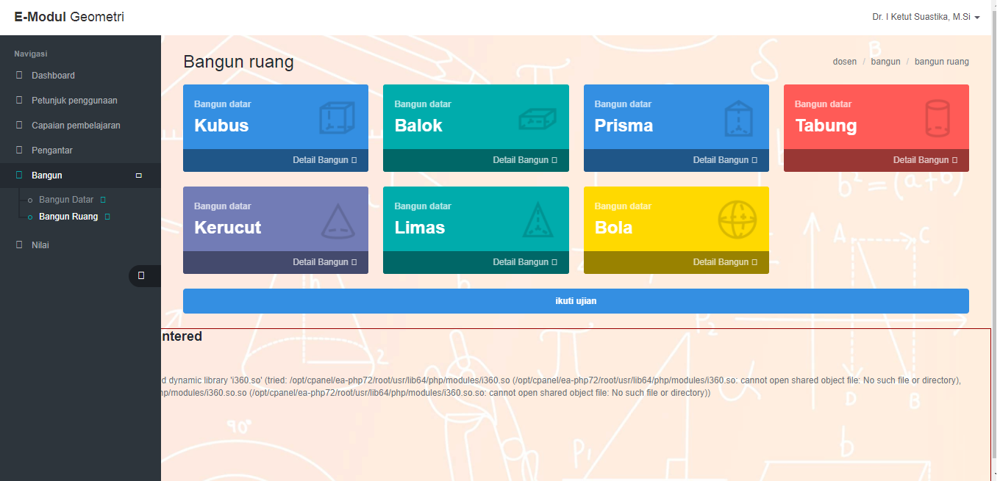 E-Modul Geometri
Dr. I Ketut Suastika, M.Si
Navigasi
Dashboard
Petunjuk penggunaan
Capaian pembelajaran
Pengantar
Bangun
Bangun Datar
Bangun Ruang
Nilai
Bangun ruang
dosen / bangun / bangun ruang
Bangun datar
Kubus
Detail Bangun
Bangun datar
Balok
Detail Bangun
Bangun datar
Prisma
Detail Bangun
Bangun datar
Tabung
Detail Bangun
Bangun datar
Kerucut
Detail Bangun
Bangun datar
Limas
Detail Bangun
Bangun datar
Bola
Detail Bangun
ikuti ujian
ntered
d dynamic library 'i360.so' (tried: /opt/cpanel/ea-php72/root/usr/lib64/php/modules/i360.so (/opt/cpanel/ea-php72/root/usr/lib64/php/modules/i360.so: cannot open shared object file: No such file or directory),
hp/modules/i360.so.so (/opt/cpanel/ea-php72/root/usr/lib64/php/modules/i360.so.so: cannot open shared object file: No such file or directory))
S
B
π
b² = (a+b)
A
C
h
b
P₂
2
π
α
D
B
90°
P₁
b